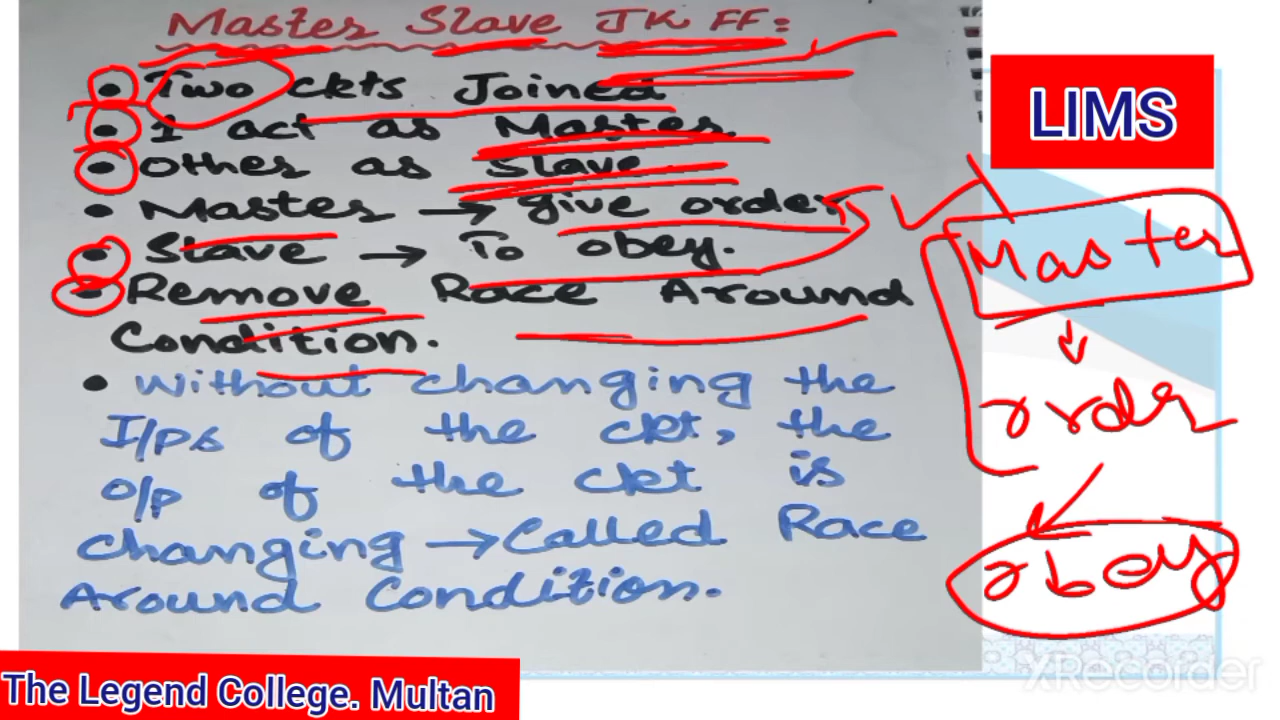 Master Slave JK FF:
• Two ckts Joined
• 1 act as Master.
• Other as Slave
• Master → give order.
• Slave → To obey.
• Remove Race Around
Condition.
• Without changing the
I/ps of the ckt, the
O/p of the ckt is
changing → Called Race
Around Condition.
LIMS
Master
↓
order
obey
The Legend College. Multan
XRecorder